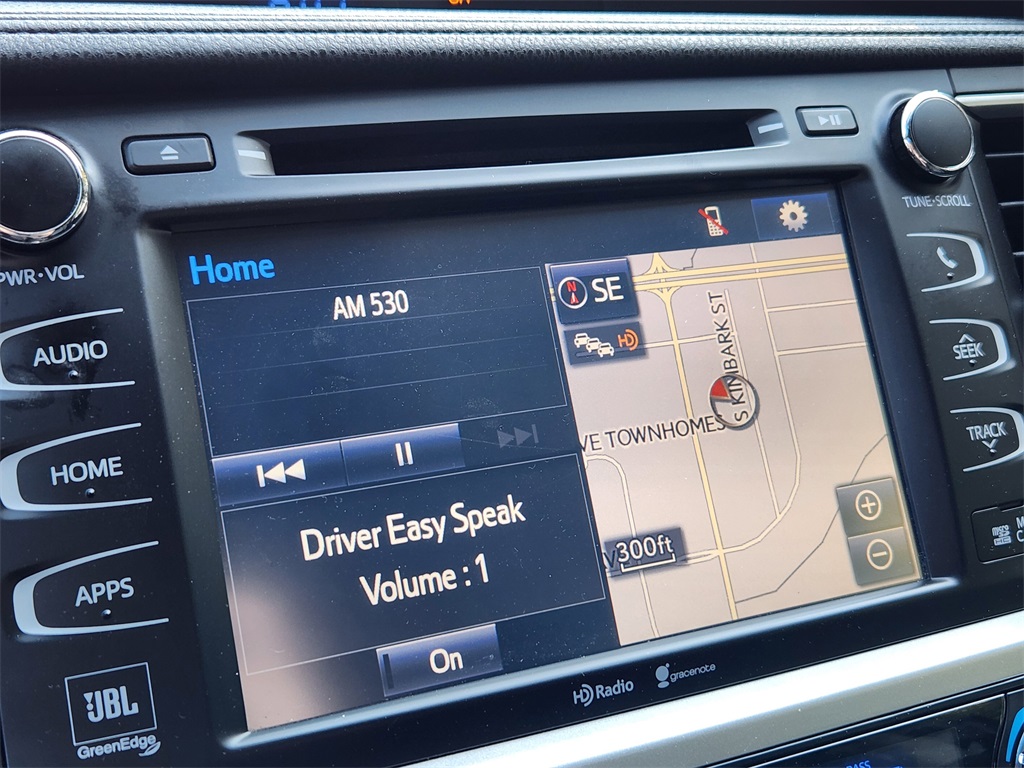 TUNE•SCROLL
PWR•VOL
AUDIO
HOME
APPS
JBL
GreenEdge
Home
AM 530
Driver Easy Speak
Volume : 1
On
N
SE
HD
S KIMBARK ST
VE TOWNHOMES
300ft
SEEK
TRACK
HD Radio
gracenote